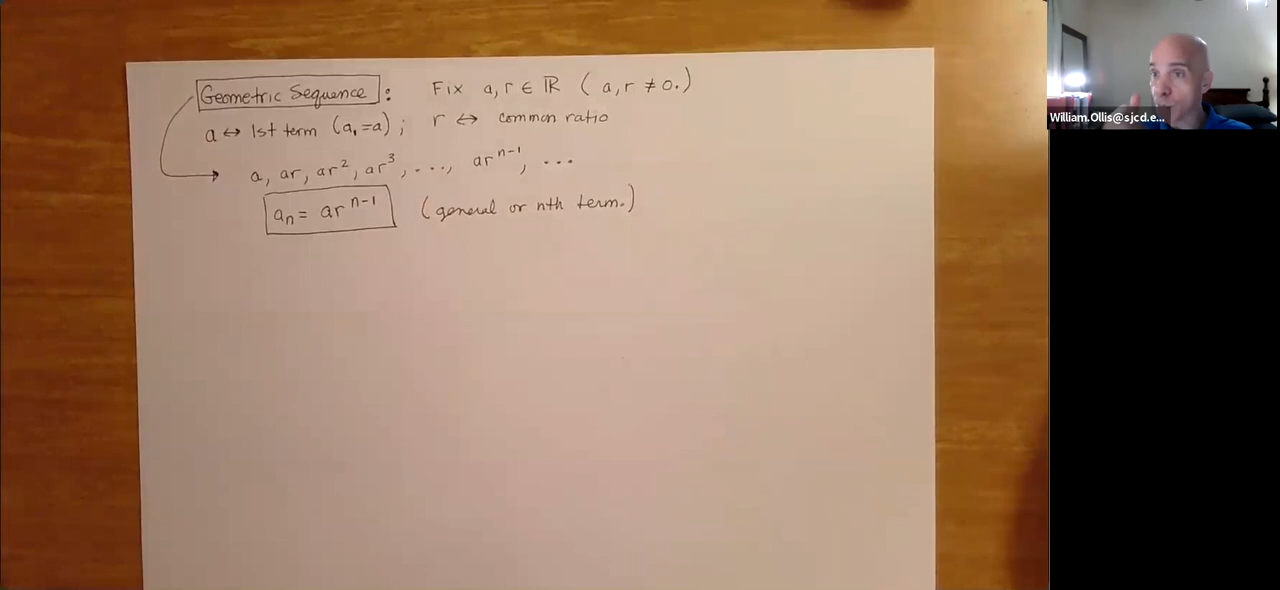 Geometric Sequence : Fix a, r ∈ ℝ (a, r ≠ 0.)
a ↔ 1st term (a₁ = a) ; r ↔ common ratio
a, ar, ar², ar³, ..., arⁿ⁻¹, ...
aₙ = arⁿ⁻¹ (general or nth term.)
William.Ollis@sjcd.e...